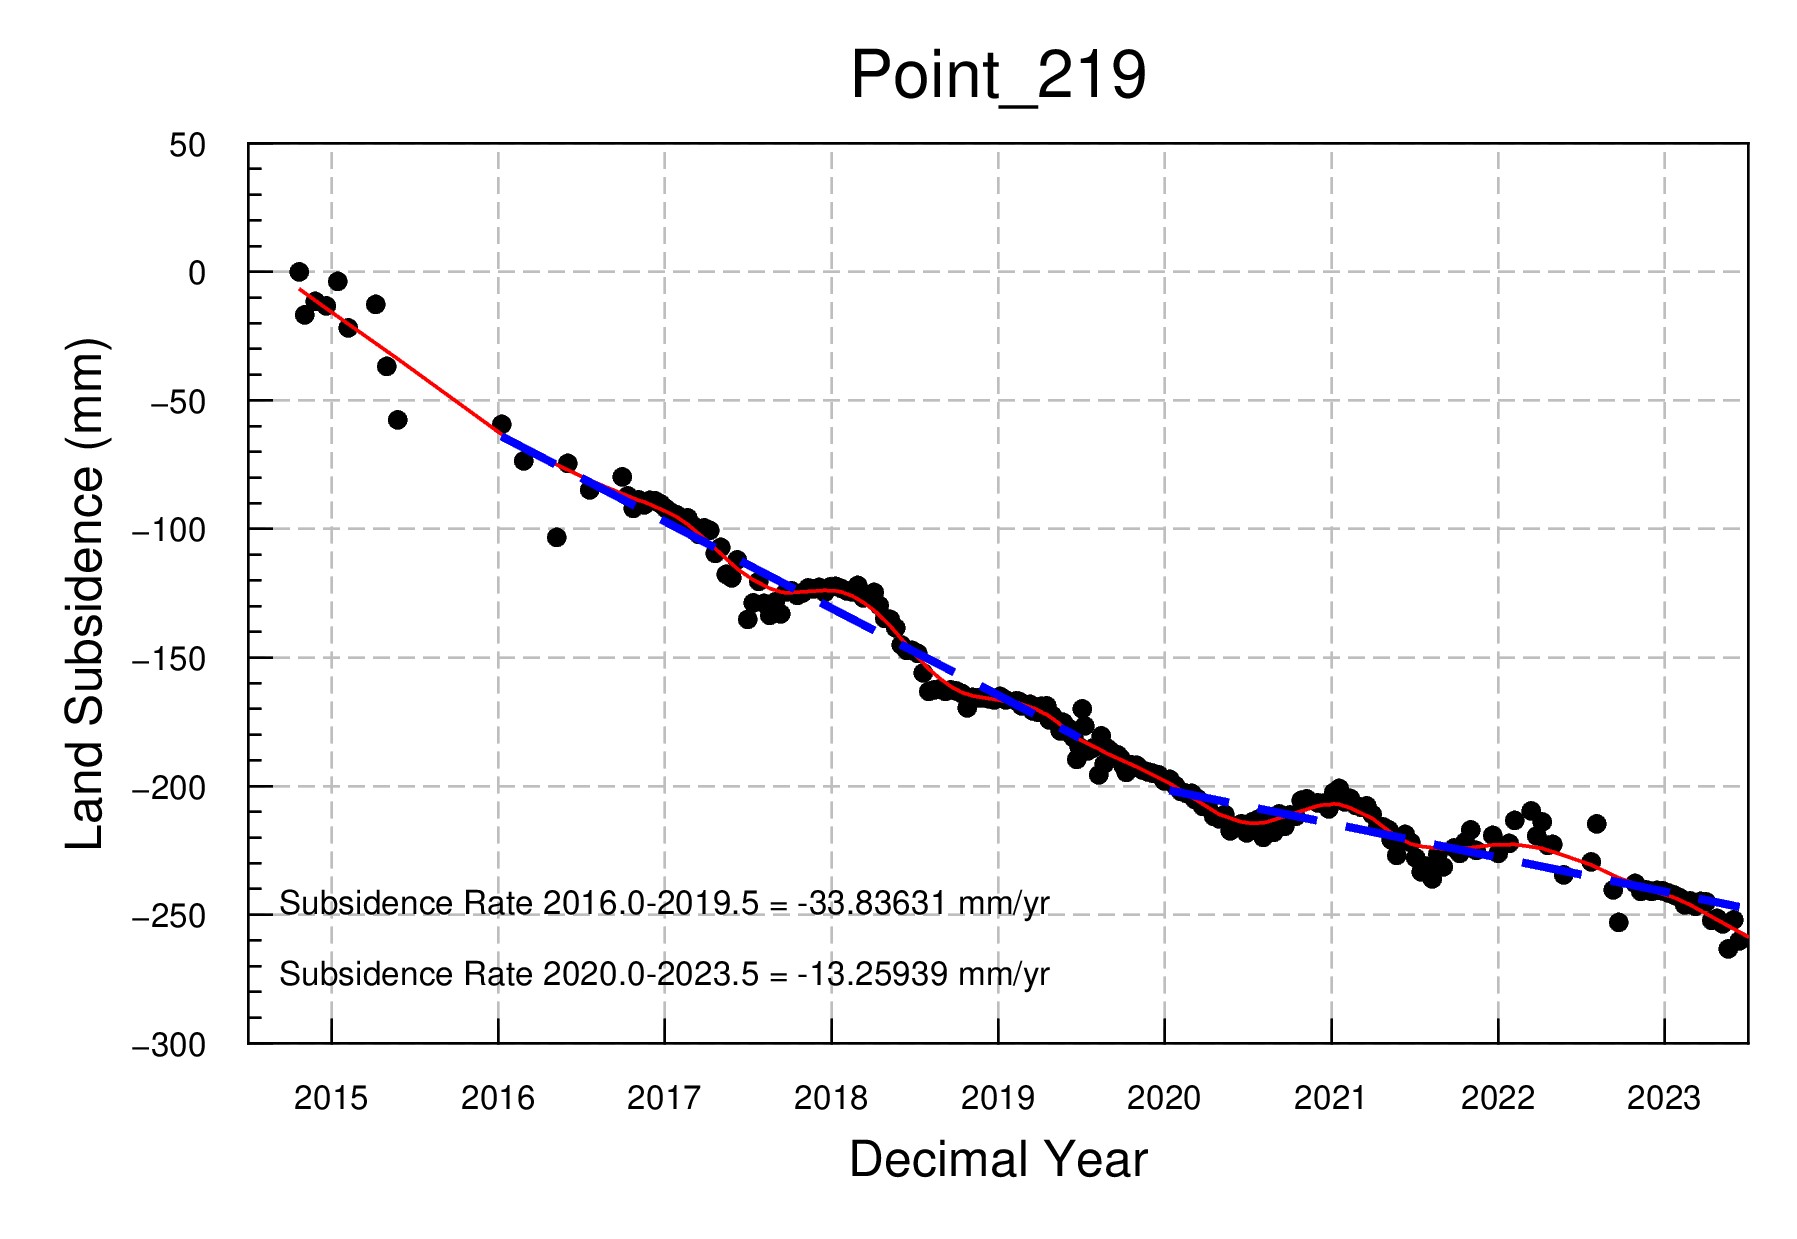 Point_219
50
0
−50
−100
−150
−200
−250
−300
Land Subsidence (mm)
Subsidence Rate 2016.0-2019.5 = -33.83631 mm/yr
Subsidence Rate 2020.0-2023.5 = -13.25939 mm/yr
2015 2016 2017 2018 2019 2020 2021 2022 2023
Decimal Year